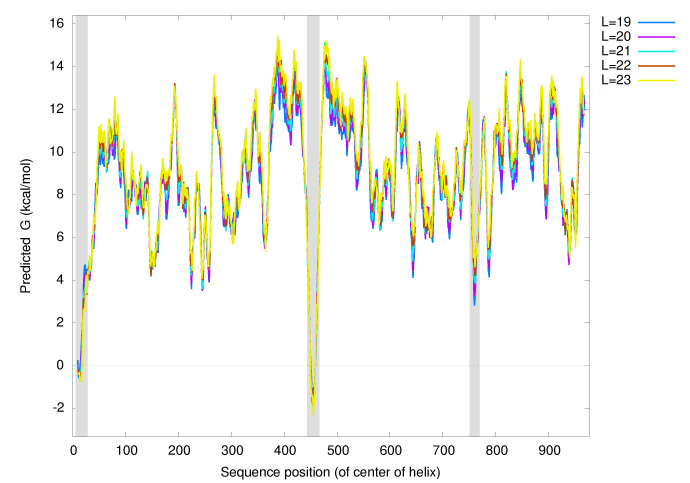 L=19
L=20
L=21
L=22
L=23
16
14
12
10
8
6
4
2
0
-2
Predicted G (kcal/mol)
0 100 200 300 400 500 600 700 800 900
Sequence position (of center of helix)